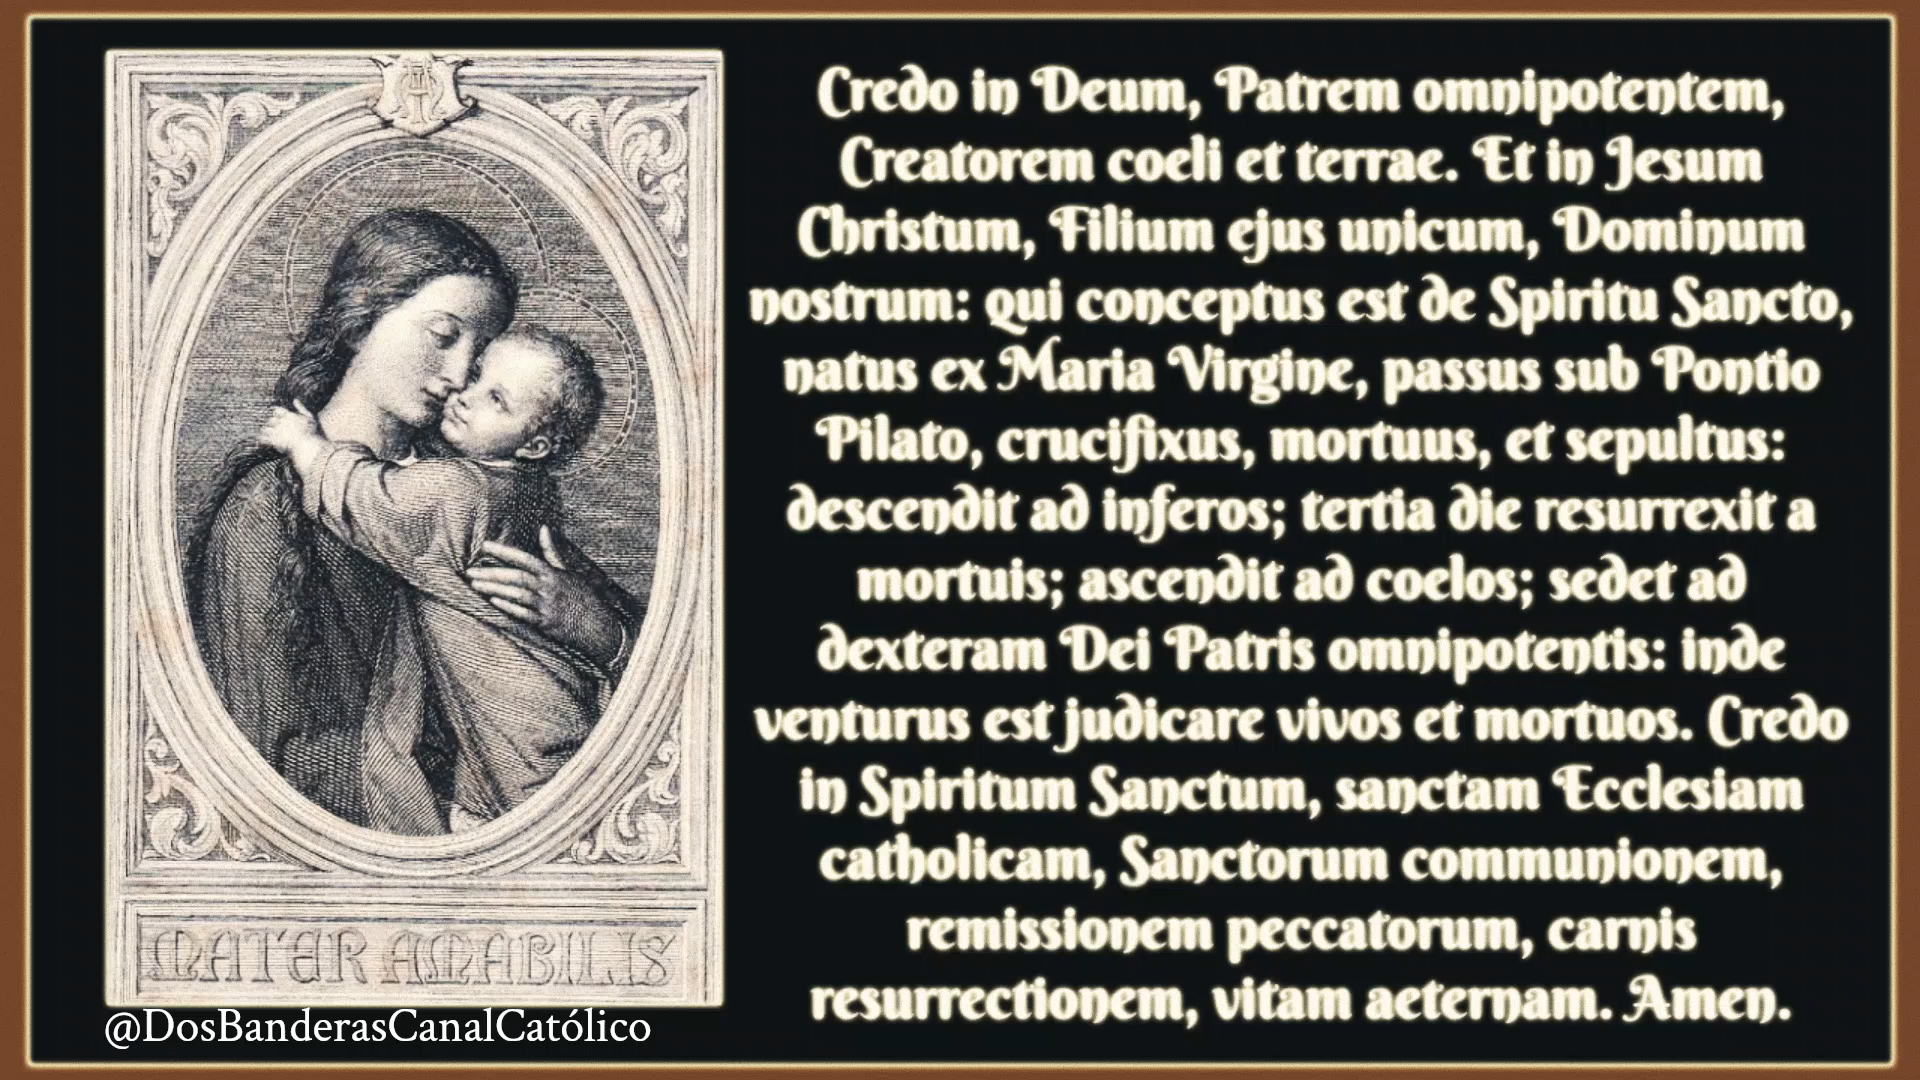 Credo in Deum, Patrem omnipotentem,
Creatorem coeli et terrae. Et in Jesum
Christum, Filium ejus unicum, Dominum
nostrum: qui conceptus est de Spiritu Sancto,
natus ex Maria Virgine, passus sub Pontio
Pilato, crucifixus, mortuus, et sepultus:
descendit ad inferos; tertia die resurrexit a
mortuis; ascendit ad coelos; sedet ad
dexteram Dei Patris omnipotentis: inde
venturus est judicare vivos et mortuos. Credo
in Spiritum Sanctum, sanctam Ecclesiam
catholicam, Sanctorum communionem,
remissionem peccatorum, carnis
resurrectionem, vitam aeternam. Amen.
MATER AMABILIS
@DosBanderasCanalCatólico